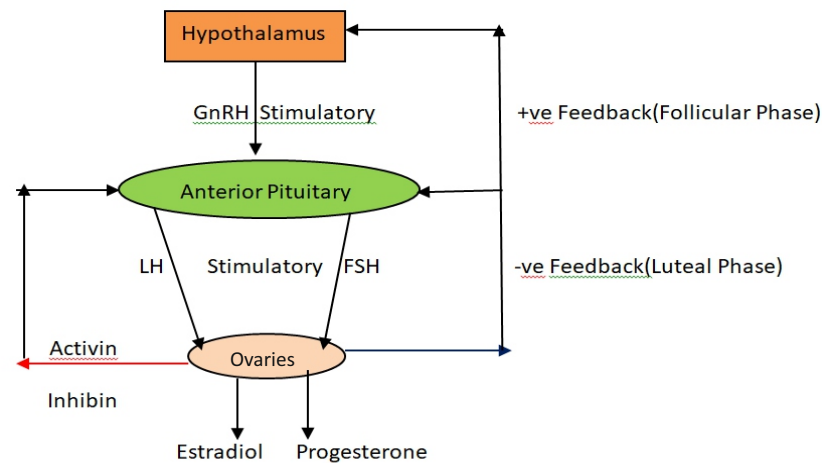 Hypothalamus
GnRH Stimulatory
+ve Feedback(Follicular Phase)
Anterior Pituitary
LH Stimulatory FSH
-ve Feedback(Luteal Phase)
Activin
Ovaries
Inhibin
Estradiol Progesterone